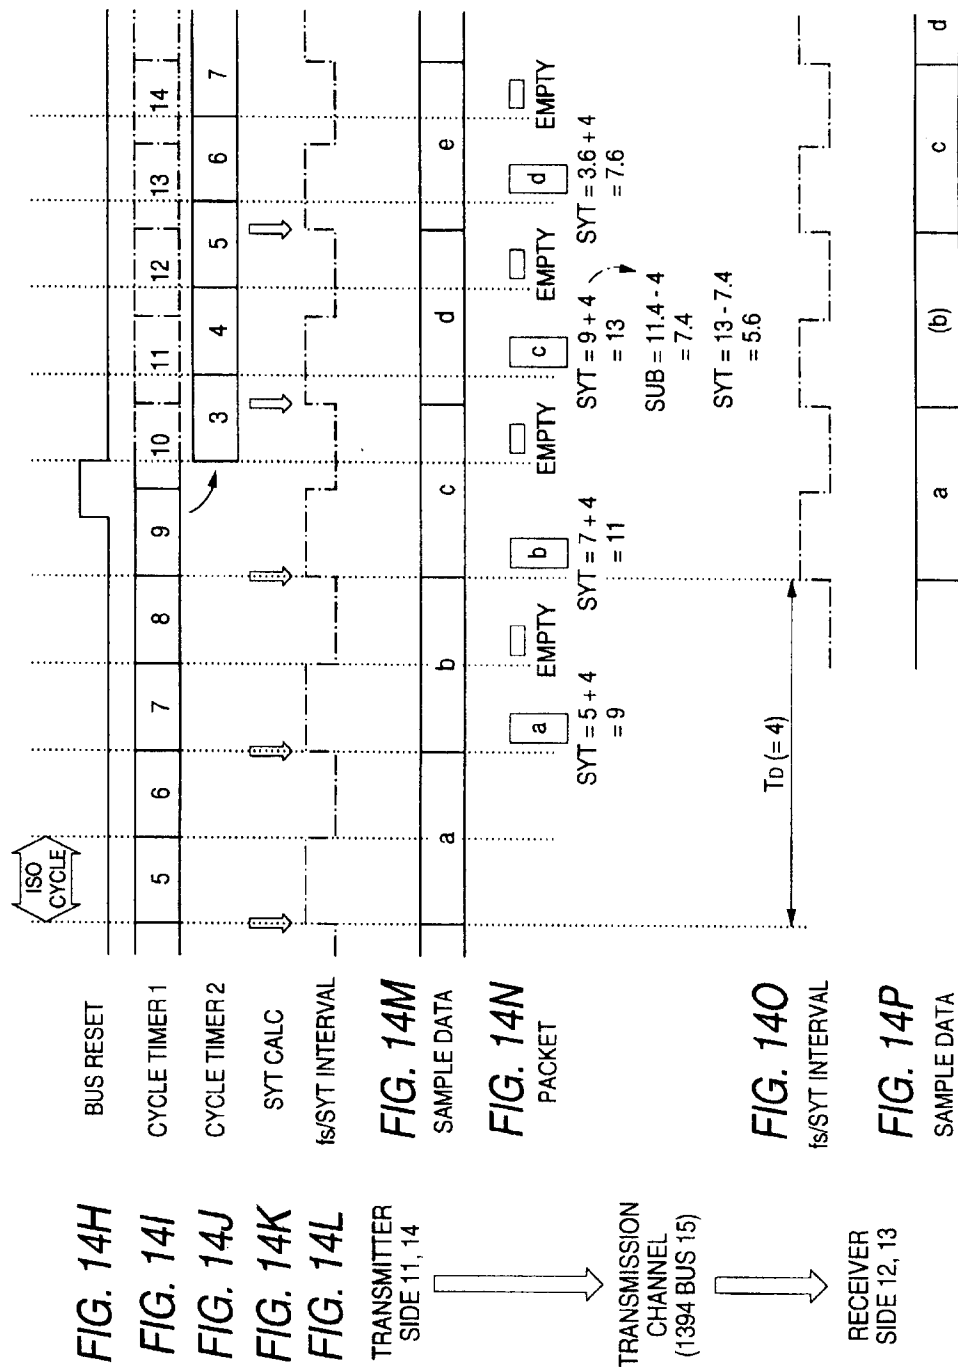 ISO
CYCLE
FIG. 14H
BUS RESET
FIG. 14I
CYCLE TIMER 1
5 6 7 8 9 10 11 12 13 14
FIG. 14J
CYCLE TIMER 2
3 4 5 6 7
FIG. 14K
SYT CALC
FIG. 14L
fs/SYT INTERVAL
TRANSMITTER
SIDE 11, 14
FIG. 14M
SAMPLE DATA
a b c d e
FIG. 14N
PACKET
a EMPTY b EMPTY c EMPTY d EMPTY
SYT = 5 + 4
= 9
SYT = 7 + 4
= 11
SYT = 9 + 4
= 13
SUB = 11.4 - 4
= 7.4
SYT = 13 - 7.4
= 5.6
SYT = 3.6 + 4
= 7.6
TRANSMISSION
CHANNEL
(1394 BUS 15)
TD (= 4)
FIG. 14O
fs/SYT INTERVAL
RECEIVER
SIDE 12, 13
FIG. 14P
SAMPLE DATA
a (b) c d